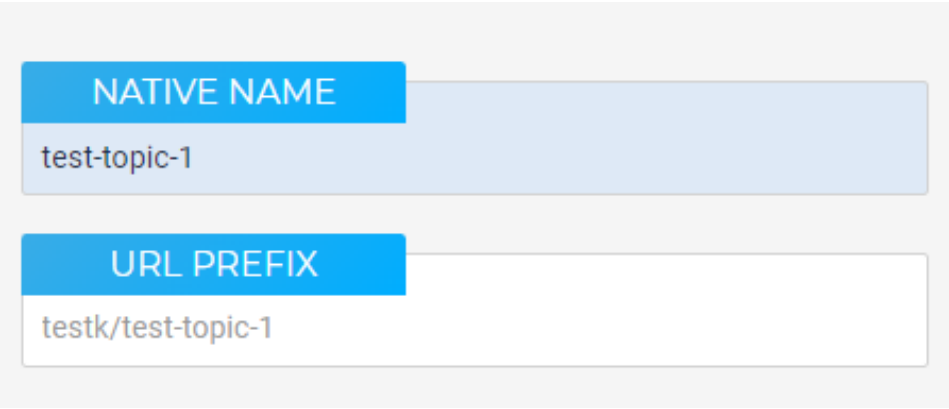 NATIVE NAME
test-topic-1
URL PREFIX
testk/test-topic-1